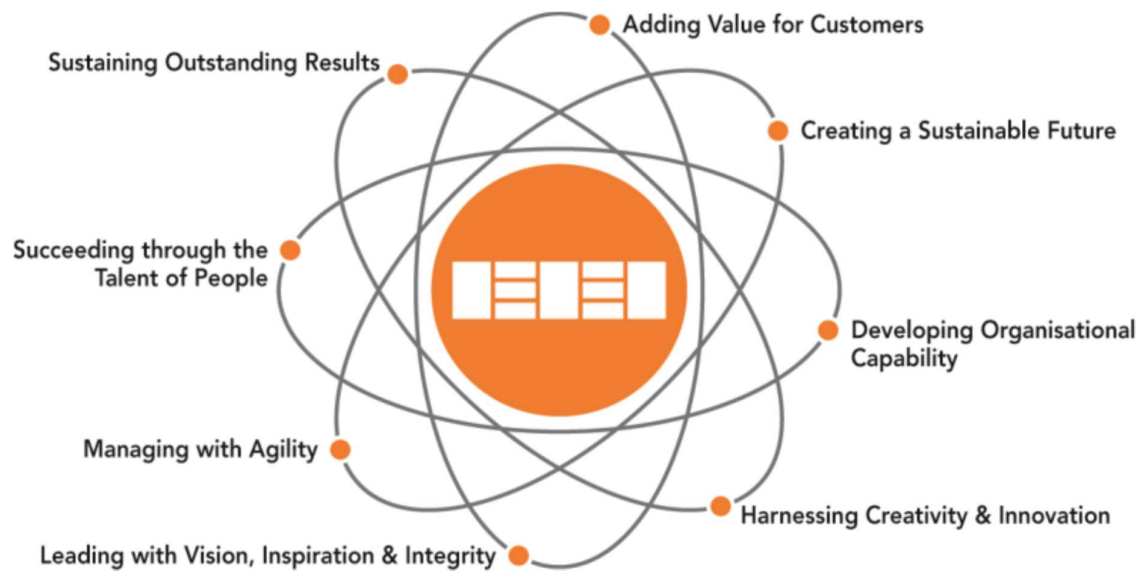 Adding Value for Customers
Sustaining Outstanding Results
Creating a Sustainable Future
Succeeding through the
Talent of People
Developing Organisational
Capability
Managing with Agility
Harnessing Creativity & Innovation
Leading with Vision, Inspiration & Integrity